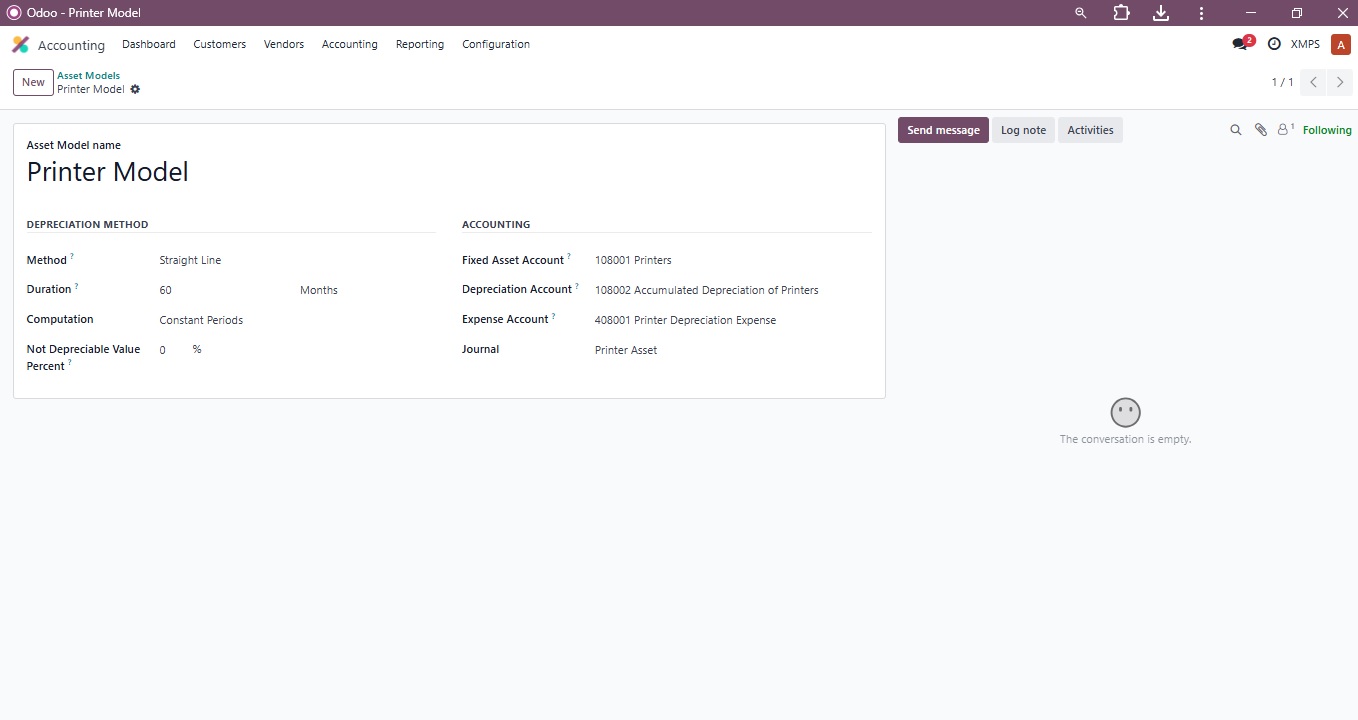 Odoo - Printer Model
Accounting Dashboard Customers Vendors Accounting Reporting Configuration 2 XMPS A
New Asset Models
Printer Model 1 / 1
Send message Log note Activities 1 Following
Asset Model name
Printer Model
DEPRECIATION METHOD ACCOUNTING
Method ? Straight Line Fixed Asset Account ? 108001 Printers
Duration ? 60 Months Depreciation Account ? 108002 Accumulated Depreciation of Printers
Computation Constant Periods Expense Account ? 408001 Printer Depreciation Expense
Not Depreciable Value 0 % Journal Printer Asset
Percent ?
The conversation is empty.